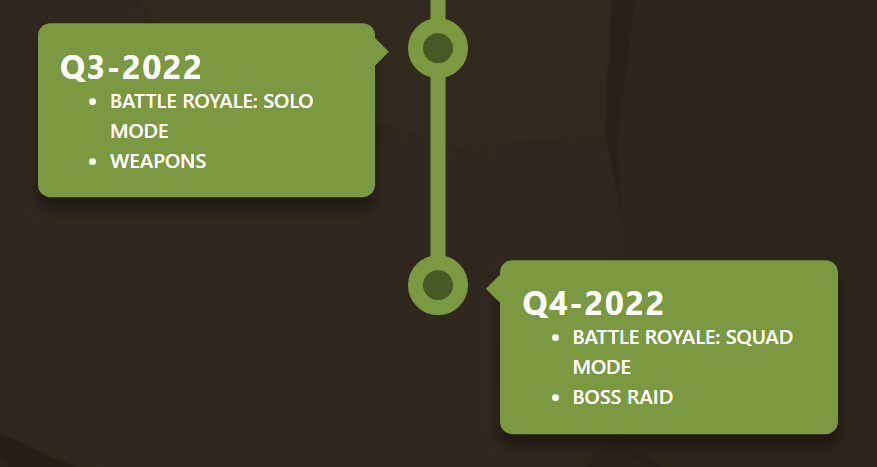 Q3-2022
BATTLE ROYALE: SOLO
MODE
WEAPONS
Q4-2022
BATTLE ROYALE: SQUAD
MODE
BOSS RAID